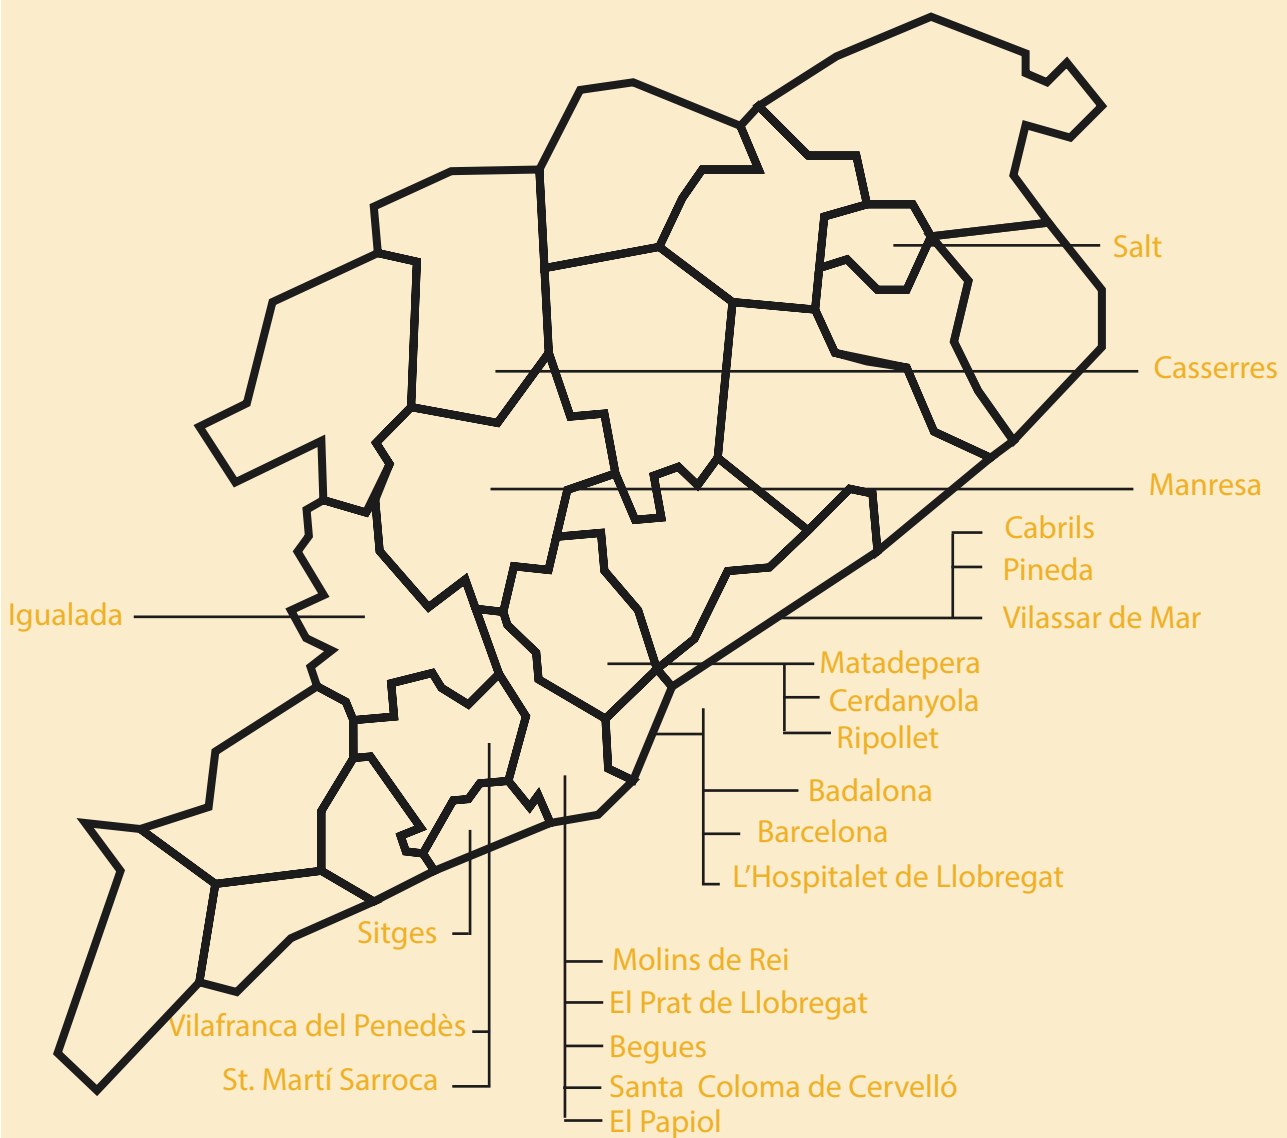 Salt
Casserres
Manresa
Cabrils
Pineda
Igualada
Vilassar de Mar
Matadepera
Cerdanyola
Ripollet
Badalona
Barcelona
L’Hospitalet de Llobregat
Sitges
Molins de Rei
El Prat de Llobregat
Vilafranca del Penedès
Begues
St. Martí Sarroca
Santa Coloma de Cervelló
El Papiol